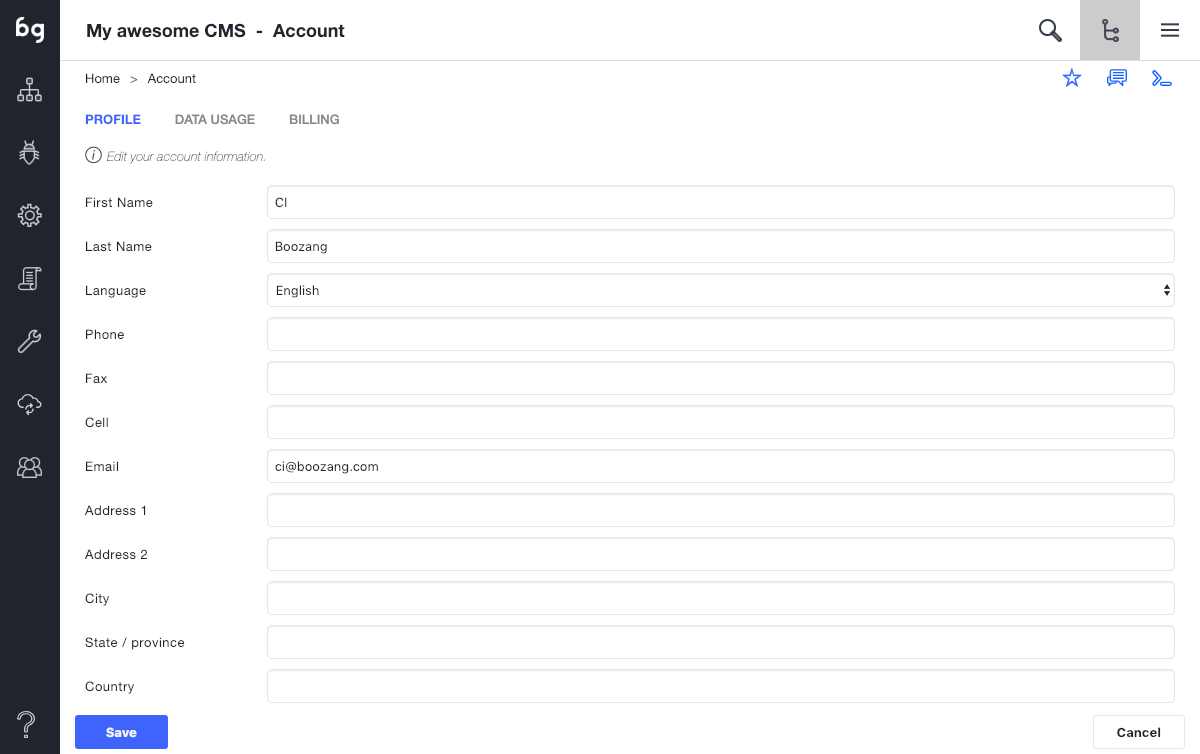 bg
My awesome CMS - Account
Home > Account
PROFILE DATA USAGE BILLING
Edit your account information.
First Name CI
Last Name Boozang
Language English
Phone
Fax
Cell
Email ci@boozang.com
Address 1
Address 2
City
State / province
Country
Save Cancel